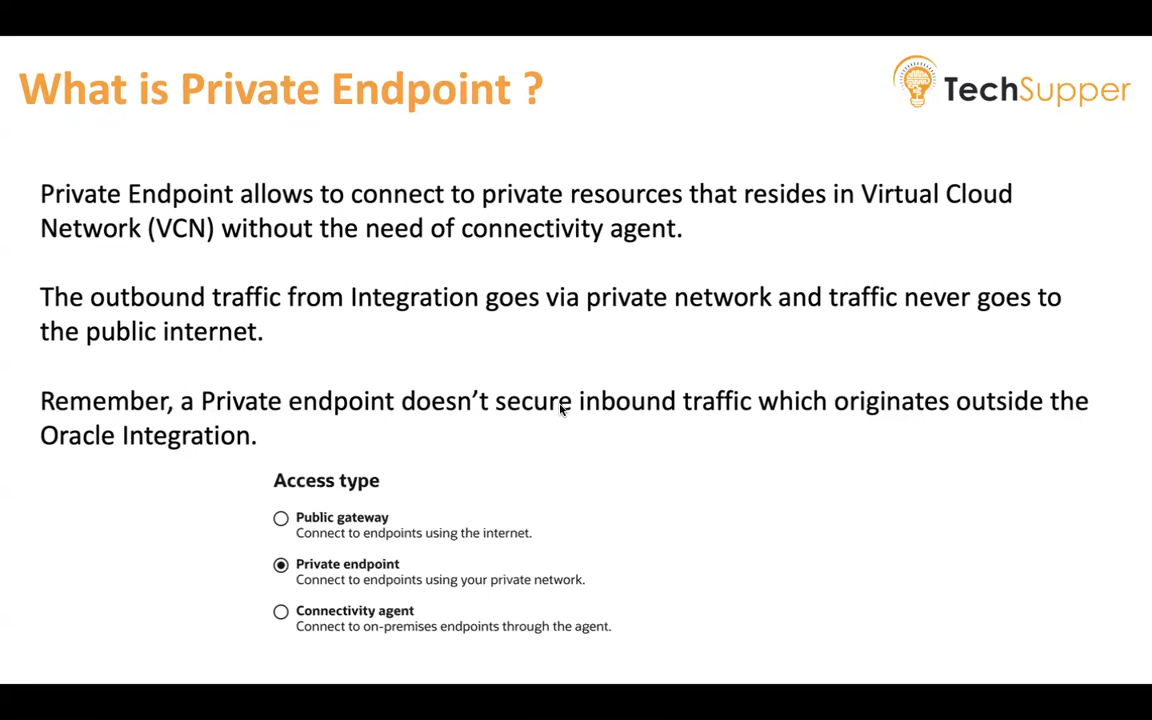 What is Private Endpoint ?
TechSupper
Private Endpoint allows to connect to private resources that resides in Virtual Cloud
Network (VCN) without the need of connectivity agent.
The outbound traffic from Integration goes via private network and traffic never goes to
the public internet.
Remember, a Private endpoint doesn’t secure inbound traffic which originates outside the
Oracle Integration.
Access type
Public gateway
Connect to endpoints using the internet.
Private endpoint
Connect to endpoints using your private network.
Connectivity agent
Connect to on-premises endpoints through the agent.